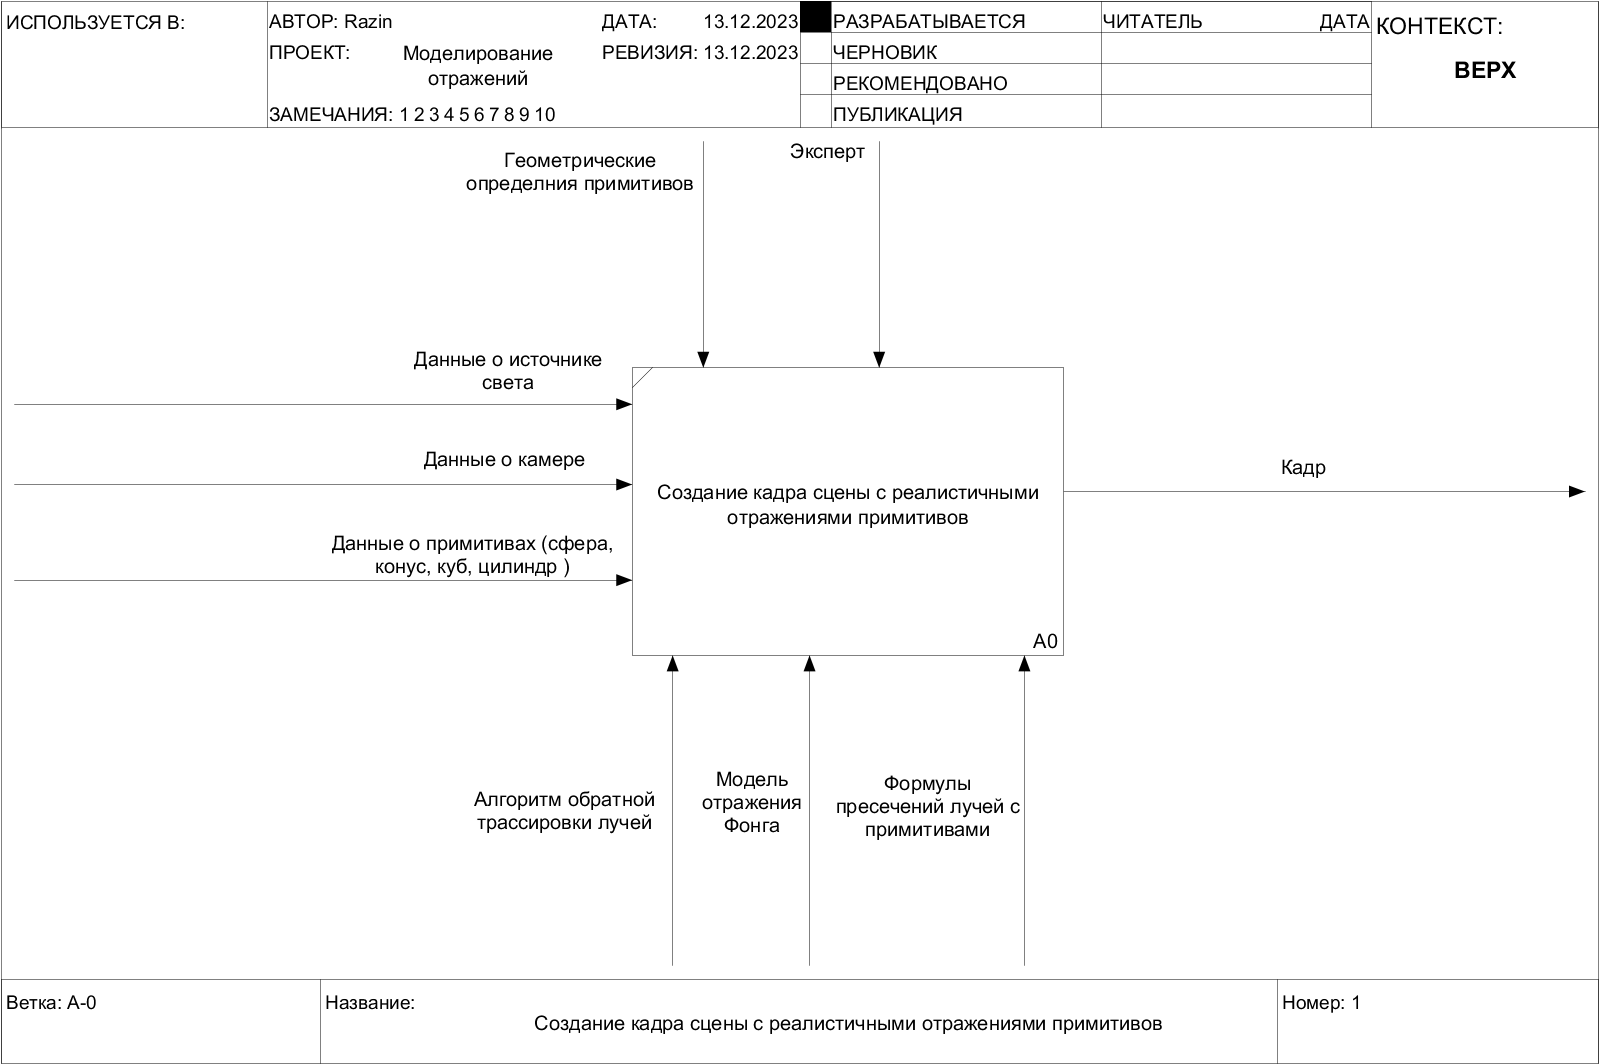 ИСПОЛЬЗУЕТСЯ В:
АВТОР: Razin
ДАТА: 13.12.2023
ПРОЕКТ: Моделирование
отражений
РЕВИЗИЯ: 13.12.2023
ЗАМЕЧАНИЯ: 1 2 3 4 5 6 7 8 9 10
РАЗРАБАТЫВАЕТСЯ
ЧЕРНОВИК
РЕКОМЕНДОВАНО
ПУБЛИКАЦИЯ
ЧИТАТЕЛЬ ДАТА
КОНТЕКСТ:
ВЕРХ
Геометрические
определния примитивов
Эксперт
Данные о источнике
света
Данные о камере
Данные о примитивах (сфера,
конус, куб, цилиндр )
Создание кадра сцены с реалистичными
отражениями примитивов
A0
Кадр
Алгоритм обратной
трассировки лучей
Модель
отражения
Фонга
Формулы
пресечений лучей с
примитивами
Ветка: A-0
Название:
Создание кадра сцены с реалистичными отражениями примитивов
Номер: 1